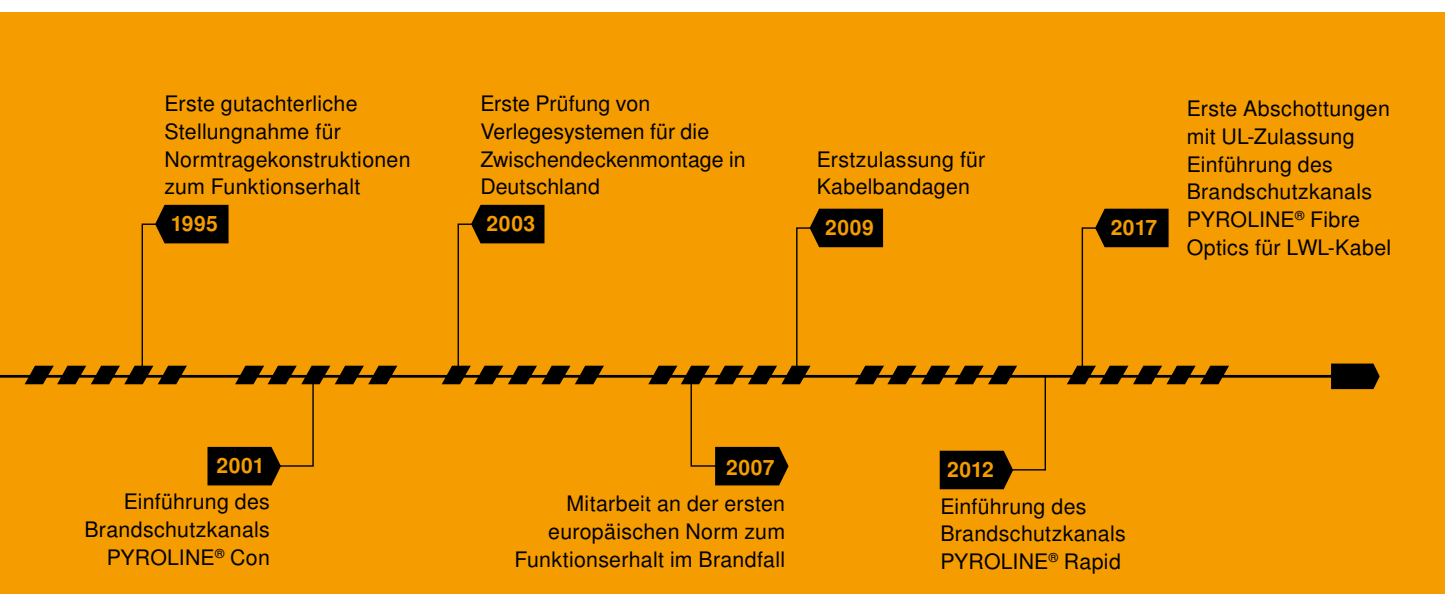 Erste gutachterliche
Stellungnahme für
Normtragekonstruktionen
zum Funktionserhalt
1995
2001
Einführung des
Brandschutzkanals
PYROLINE® Con
Erste Prüfung von
Verlegesystemen für die
Zwischendeckenmontage in
Deutschland
2003
2007
Mitarbeit an der ersten
europäischen Norm zum
Funktionserhalt im Brandfall
Erstzulassung für
Kabelbandagen
2009
2012
Einführung des
Brandschutzkanals
PYROLINE® Rapid
2017
Erste Abschottungen
mit UL-Zulassung
Einführung des
Brandschutzkanals
PYROLINE® Fibre
Optics für LWL-Kabel